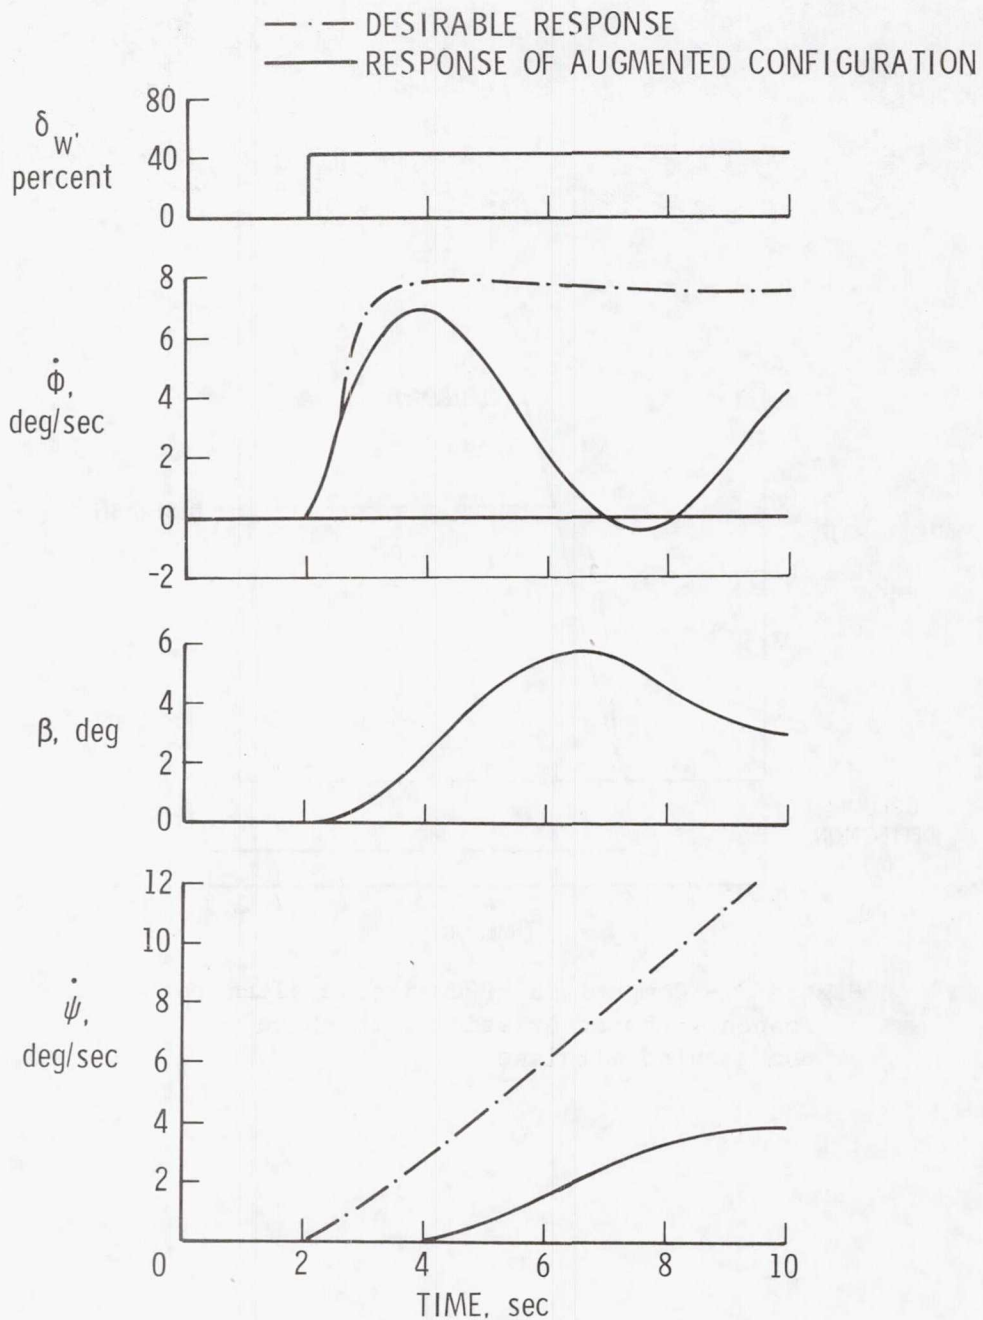 DESIRABLE RESPONSE
RESPONSE OF AUGMENTED CONFIGURATION
80
δw,
percent
40
0
8
6
ϕ̇,
deg/sec
4
2
0
-2
6
4
β, deg
2
0
12
10
8
ψ̇,
deg/sec
6
4
2
0 2 4 6 8 10
TIME, sec